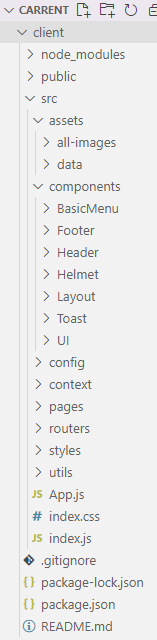 CARRENT
client
node_modules
public
src
assets
all-images
data
components
BasicMenu
Footer
Header
Helmet
Layout
Toast
UI
config
context
pages
routers
styles
utils
JS App.js
# index.css
JS index.js
.gitignore
{} package-lock.json
{} package.json
README.md